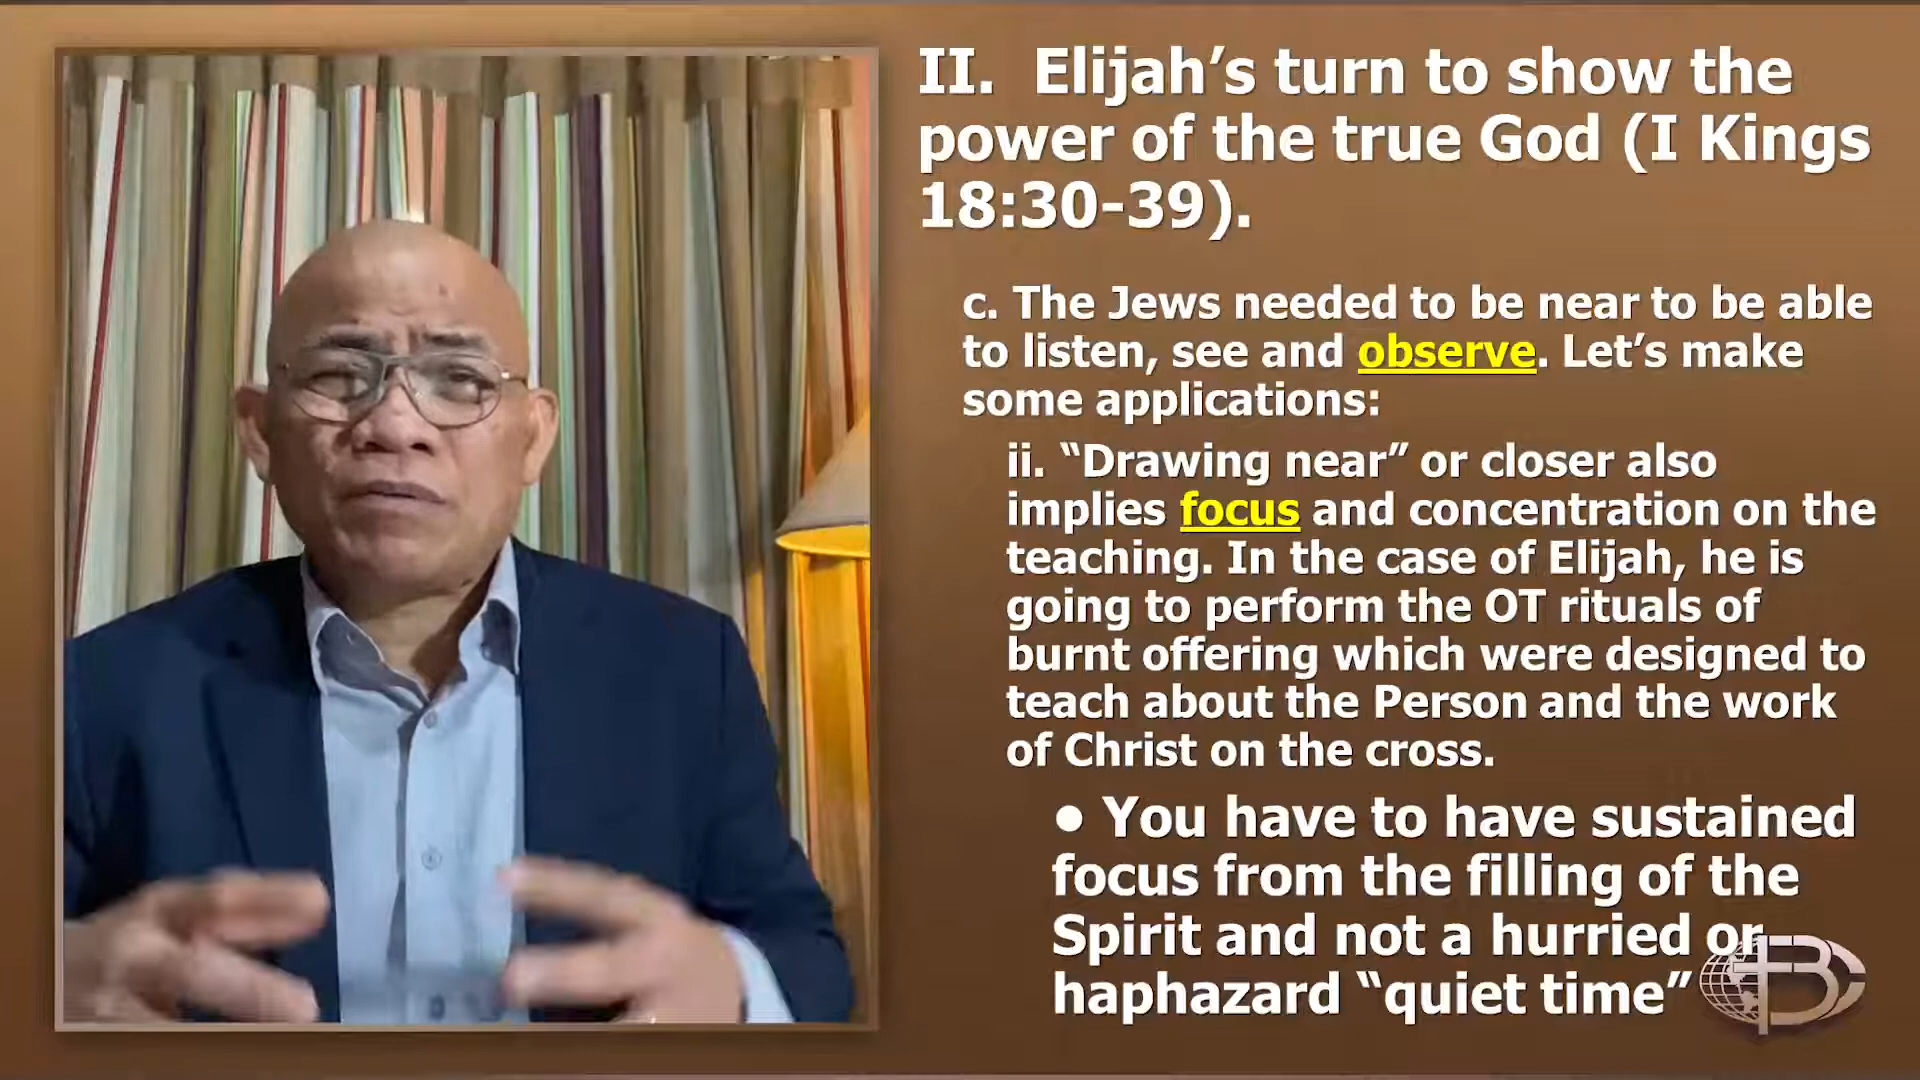 II.  Elijah’s turn to show the
power of the true God (I Kings
18:30-39).
c. The Jews needed to be near to be able
to listen, see and observe. Let’s make
some applications:
ii. “Drawing near” or closer also
implies focus and concentration on the
teaching. In the case of Elijah, he is
going to perform the OT rituals of
burnt offering which were designed to
teach about the Person and the work
of Christ on the cross.
● You have to have sustained
focus from the filling of the
Spirit and not a hurried or
haphazard “quiet time”